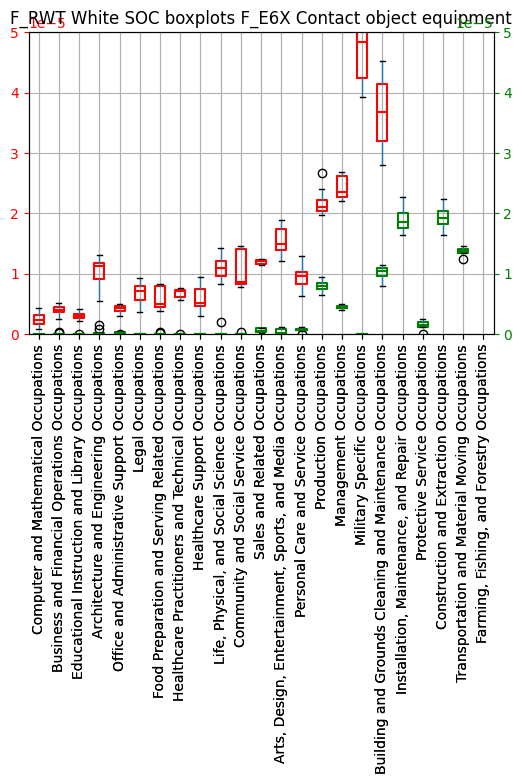 F_RWT White SOC boxplots F_E6X Contact object equipment
1e−5
1e−5
5
4
3
2
1
0
5
4
3
2
1
0
Computer and Mathematical Occupations
Business and Financial Operations Occupations
Educational Instruction and Library Occupations
Architecture and Engineering Occupations
Office and Administrative Support Occupations
Legal Occupations
Food Preparation and Serving Related Occupations
Healthcare Practitioners and Technical Occupations
Healthcare Support Occupations
Life, Physical, and Social Science Occupations
Community and Social Service Occupations
Sales and Related Occupations
Arts, Design, Entertainment, Sports, and Media Occupations
Personal Care and Service Occupations
Production Occupations
Management Occupations
Military Specific Occupations
Building and Grounds Cleaning and Maintenance Occupations
Installation, Maintenance, and Repair Occupations
Protective Service Occupations
Construction and Extraction Occupations
Transportation and Material Moving Occupations
Farming, Fishing, and Forestry Occupations